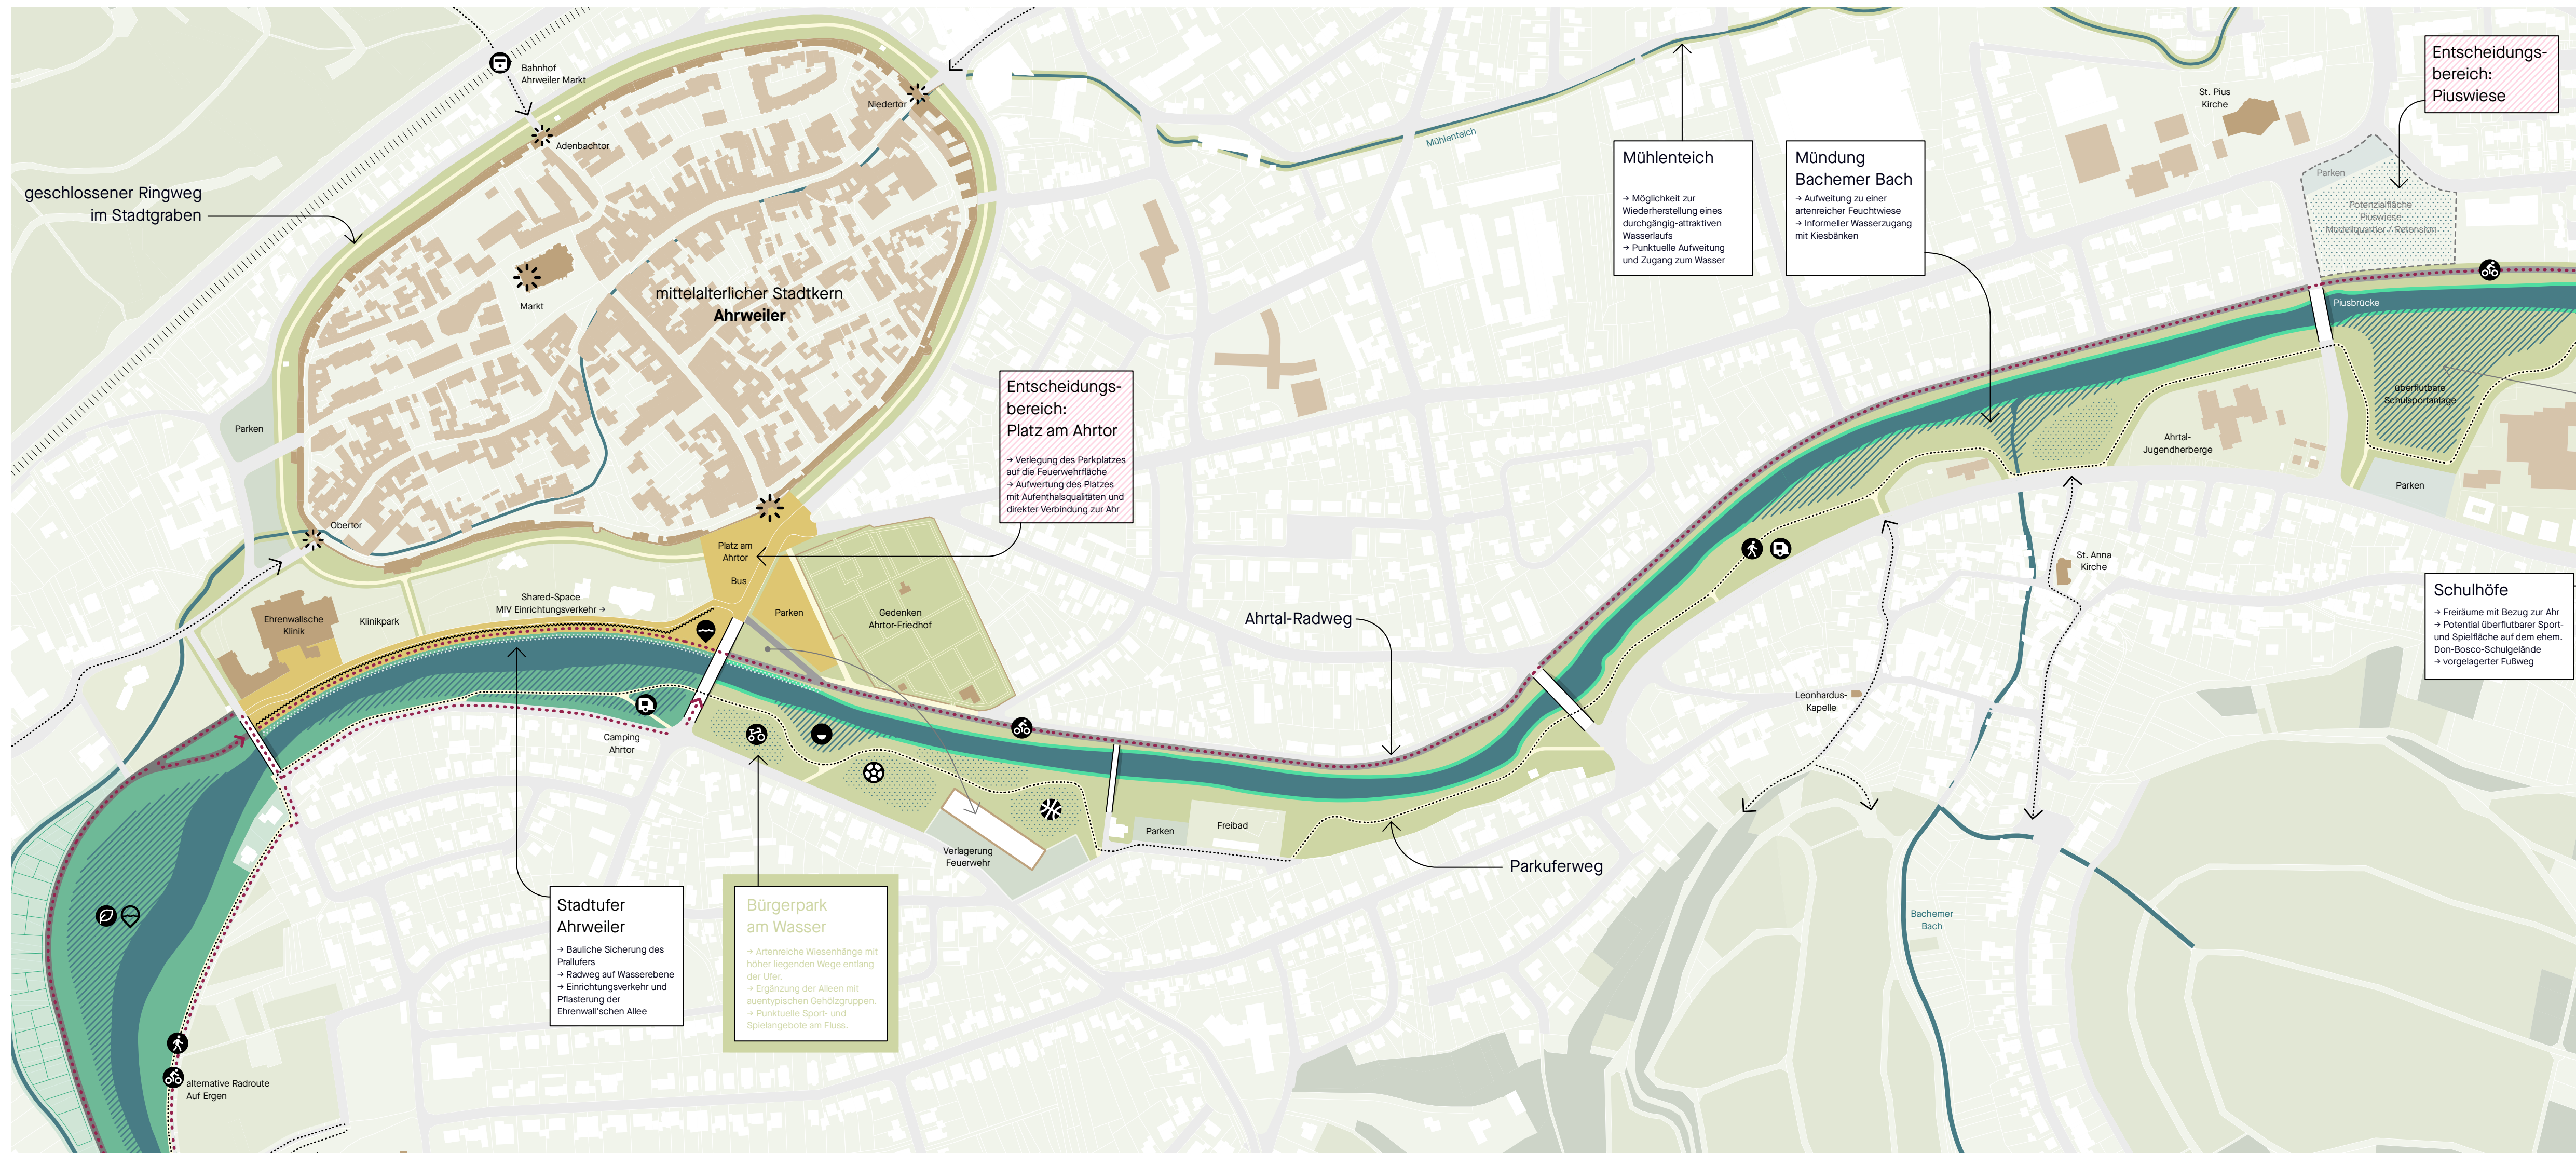 Bahnhof
Ahrweiler Markt
Adenbachtor
Niedertor
geschlossener Ringweg
im Stadtgraben
Markt
mittelalterlicher Stadtkern
Ahrweiler
Parken
Obertor
Ehrenwallsche
Klinik
Klinikpark
Shared-Space
MIV Einrichtungsverkehr →
Platz am
Ahrtor
Bus
Parken
Gedenken
Ahrtor-Friedhof
Entscheidungs-
bereich:
Platz am Ahrtor
→ Verlegung des Parkplatzes
auf die Feuerwehrfläche
→ Aufwertung des Platzes
mit Aufenthalsqualitäten und
direkter Verbindung zur Ahr
Mühlenteich
Mühlenteich
→ Möglichkeit zur
Wiederherstellung eines
durchgängig-attraktiven
Wasserlaufs
→ Punktuelle Aufweitung
und Zugang zum Wasser
Mündung
Bachemer Bach
→ Aufweitung zu einer
artenreicher Feuchtwiese
→ Informeller Wasserzugang
mit Kiesbänken
St. Pius
Kirche
Entscheidungs-
bereich:
Piuswiese
Parken
Potenzialfläche
Piuswiese
Modellquartier / Retension
Piusbrücke
überflutbare
Schulsportanlage
Ahrtal-
Jugendherberge
Parken
St. Anna
Kirche
Schulhöfe
→ Freiräume mit Bezug zur Ahr
→ Potential überflutbarer Sport-
und Spielfläche auf dem ehem.
Don-Bosco-Schulgelände
→ vorgelagerter Fußweg
Ahrtal-Radweg
Leonhardus-
Kapelle
Camping
Ahrtor
Verlagerung
Feuerwehr
Parken
Freibad
Parkuferweg
Stadtufer
Ahrweiler
→ Bauliche Sicherung des
Prallufers
→ Radweg auf Wasserebene
→ Einrichtungsverkehr und
Pflasterung der
Ehrenwall'schen Allee
Bürgerpark
am Wasser
→ Artenreiche Wiesenhänge mit
höher liegenden Wege entlang
der Ufer.
→ Ergänzung der Alleen mit
auentypischen Gehölzgruppen.
→ Punktuelle Sport- und
Spielangebote am Fluss.
Bachemer
Bach
alternative Radroute
Auf Ergen